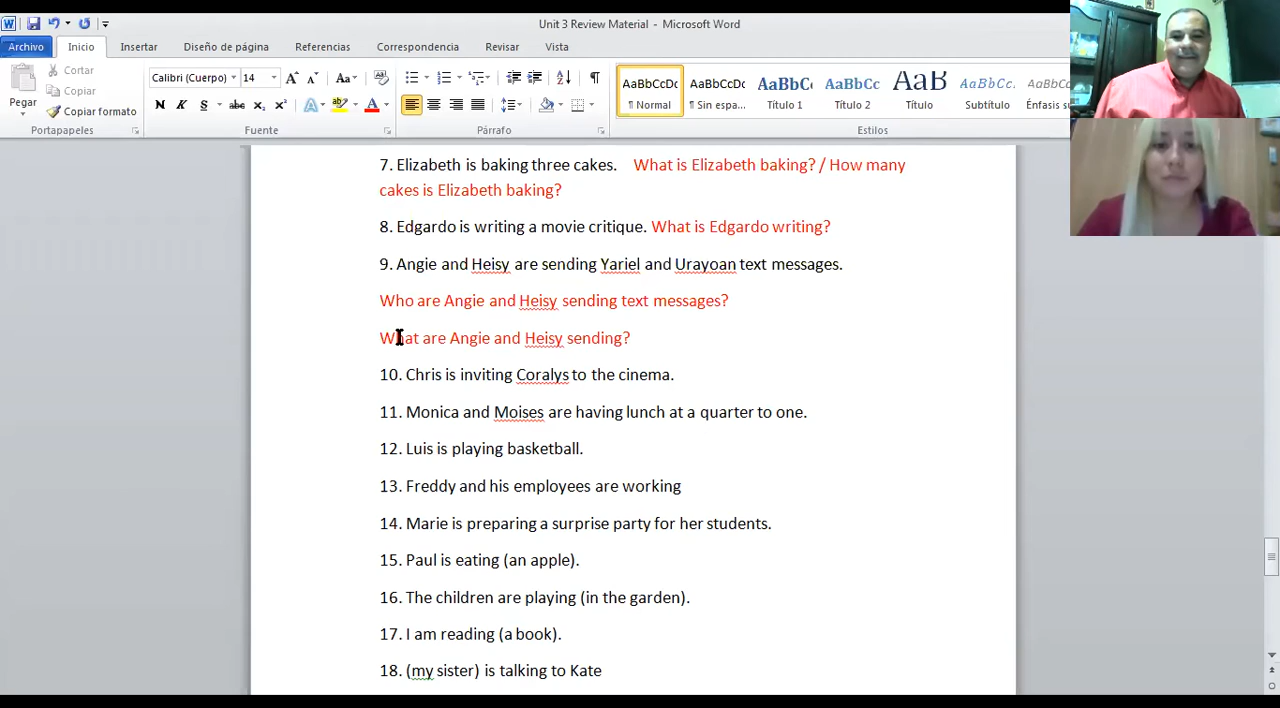 Unit 3 Review Material - Microsoft Word
Archivo Inicio Insertar Diseño de página Referencias Correspondencia Revisar Vista
Pegar
Cortar
Copiar
Copiar formato
Portapapeles
Calibri (Cuerpo) 14
Fuente
Párrafo
AaBbCcDc AaBbCcDc AaBbCc AaBbCc AaB AaBbCc. AaBbCcDc
¶ Normal ¶ Sin espa... Título 1 Título 2 Título Subtítulo Énfasis
Estilos
7. Elizabeth is baking three cakes. What is Elizabeth baking? / How many
cakes is Elizabeth baking?
8. Edgardo is writing a movie critique. What is Edgardo writing?
9. Angie and Heisy are sending Yariel and Urayoan text messages.
Who are Angie and Heisy sending text messages?
What are Angie and Heisy sending?
10. Chris is inviting Coralys to the cinema.
11. Monica and Moises are having lunch at a quarter to one.
12. Luis is playing basketball.
13. Freddy and his employees are working
14. Marie is preparing a surprise party for her students.
15. Paul is eating (an apple).
16. The children are playing (in the garden).
17. I am reading (a book).
18. (my sister) is talking to Kate